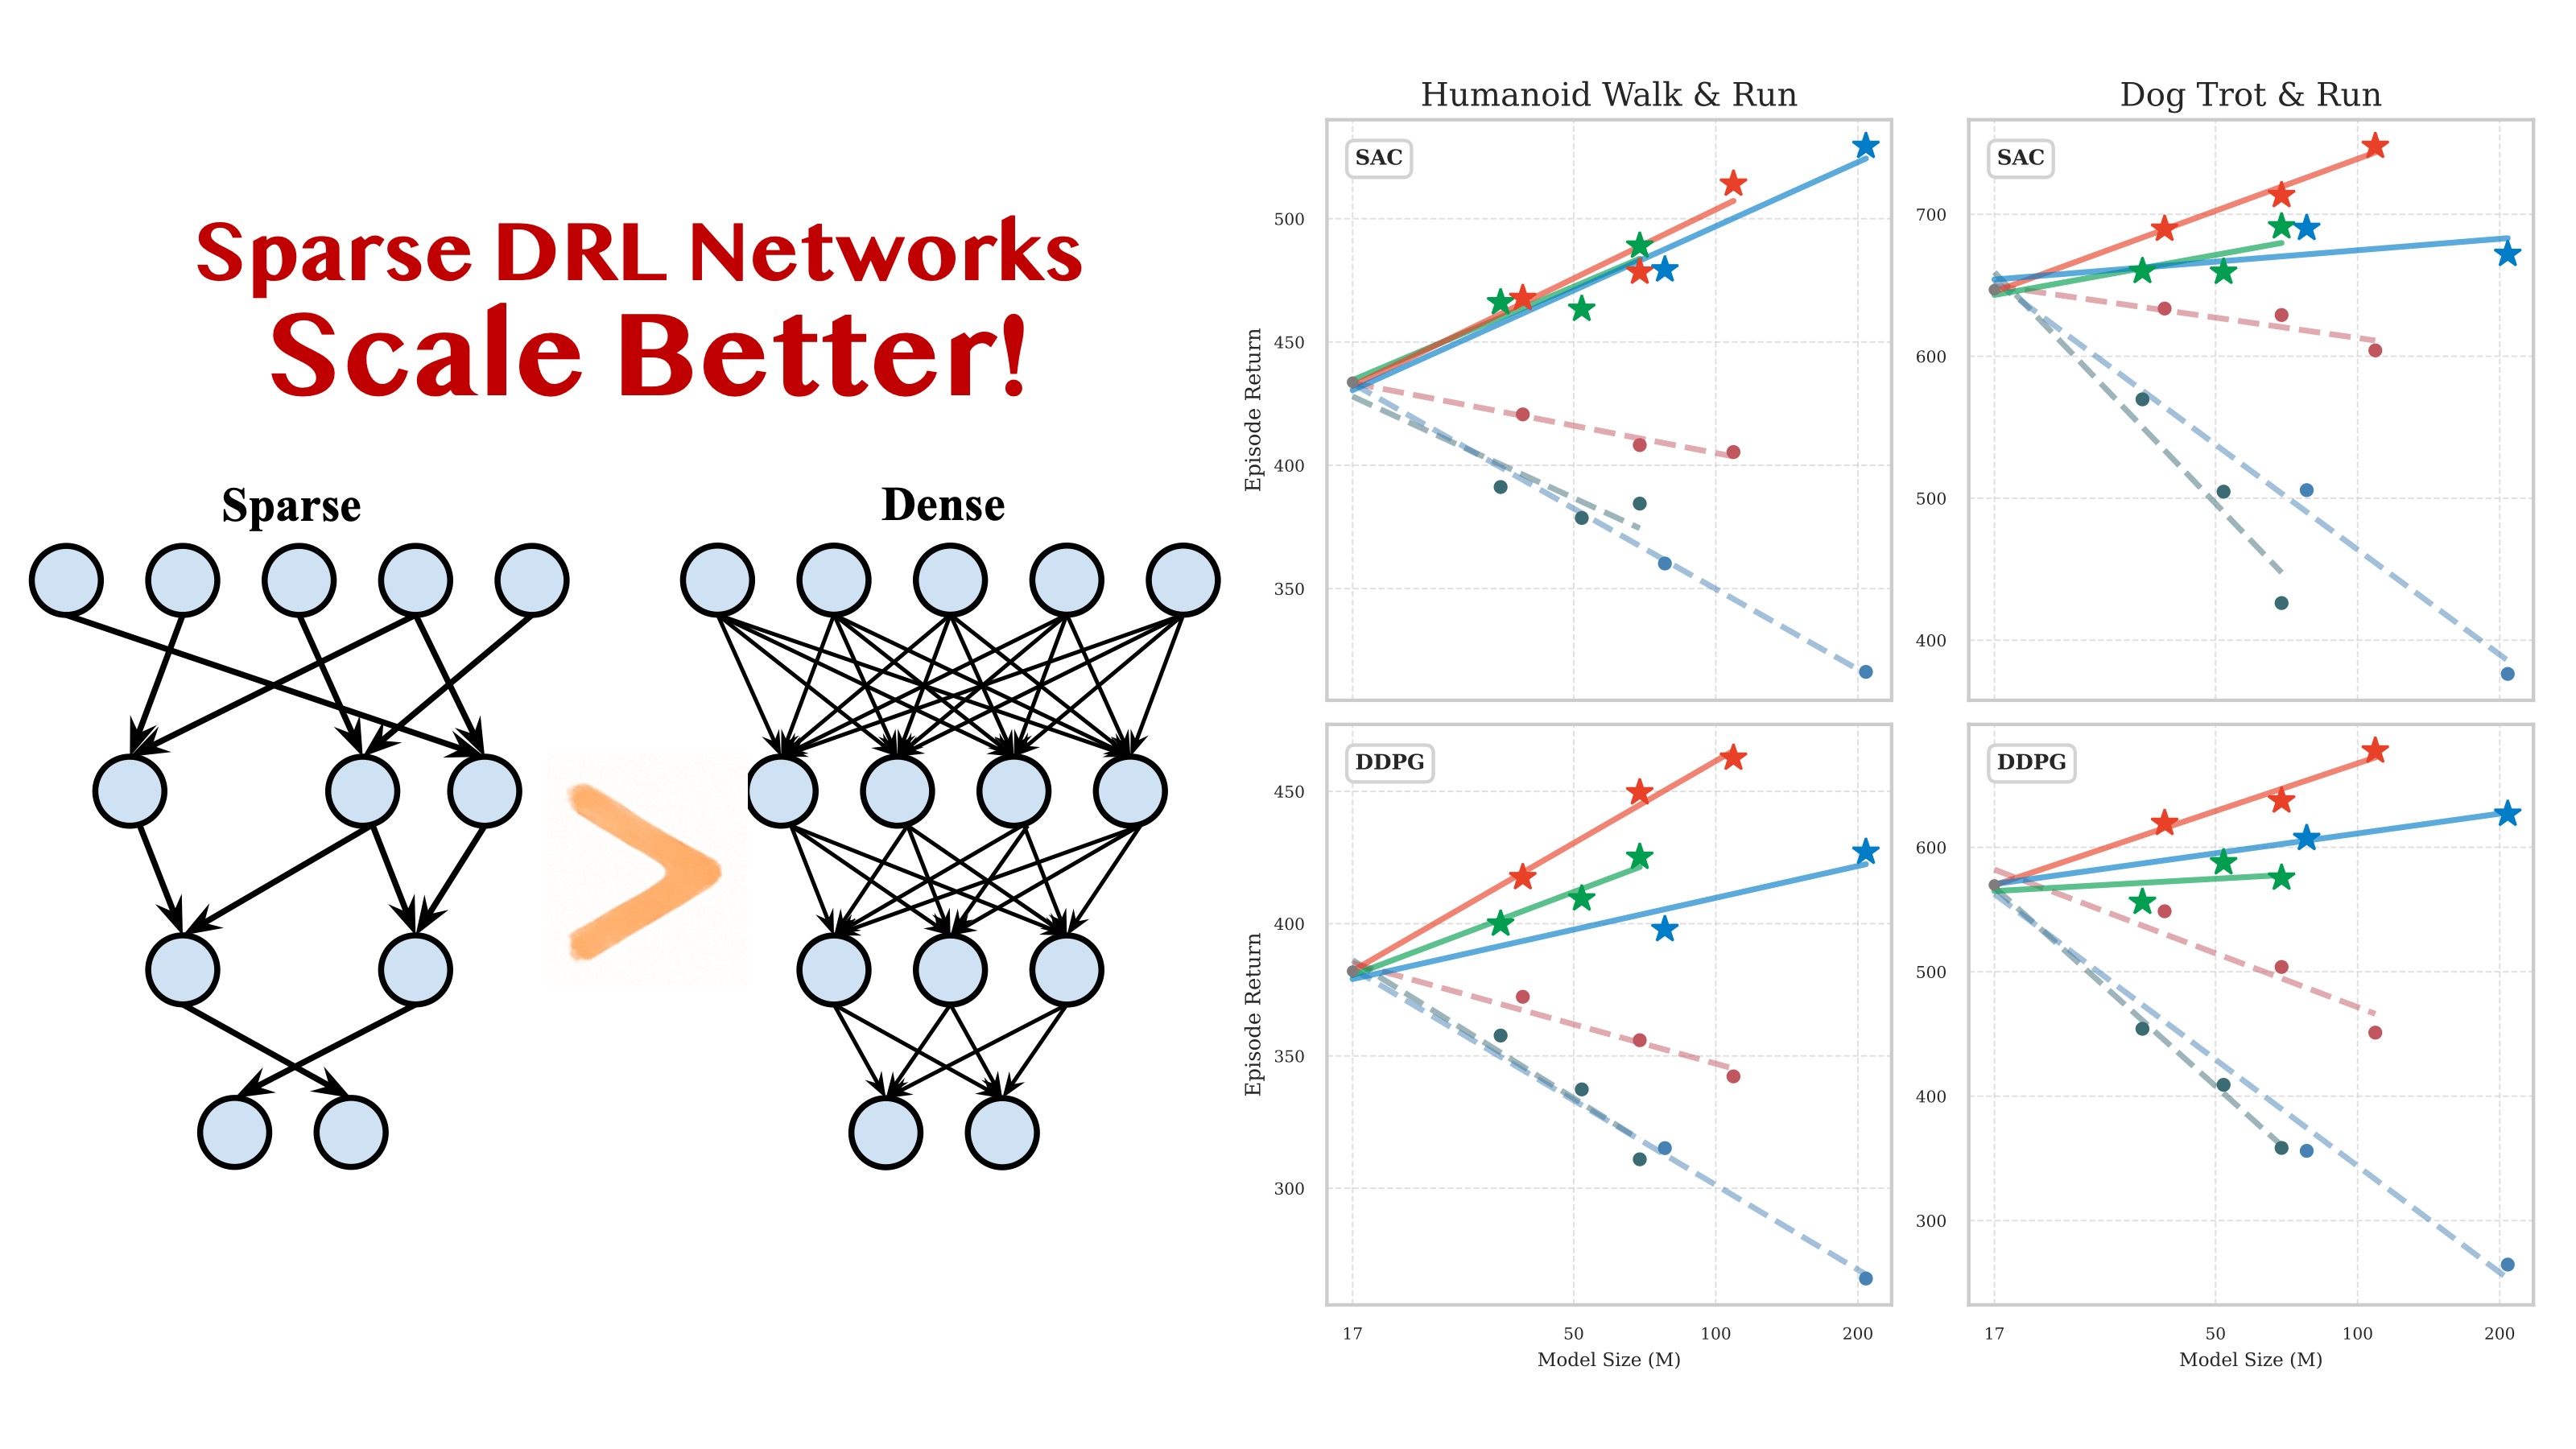 Sparse DRL Networks
Scale Better!
Sparse
Dense
>
Humanoid Walk & Run
Dog Trot & Run
SAC
500
450
400
350
Episode Return
SAC
700
600
500
400
DDPG
450
400
350
300
Episode Return
17
50
100
200
Model Size (M)
DDPG
600
500
400
300
17
50
100
200
Model Size (M)